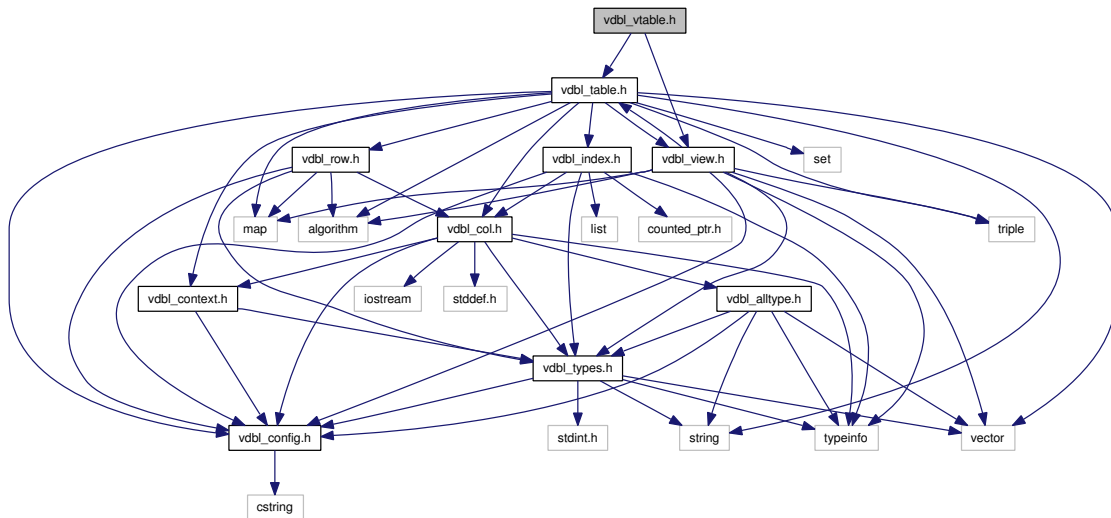 vdbl_vtable.h
vdbl_table.h
vdbl_row.h
vdbl_index.h
vdbl_view.h
set
map
algorithm
vdbl_col.h
list
counted_ptr.h
triple
vdbl_context.h
iostream
stddef.h
vdbl_alltype.h
vdbl_types.h
vdbl_config.h
stdint.h
string
typeinfo
vector
cstring